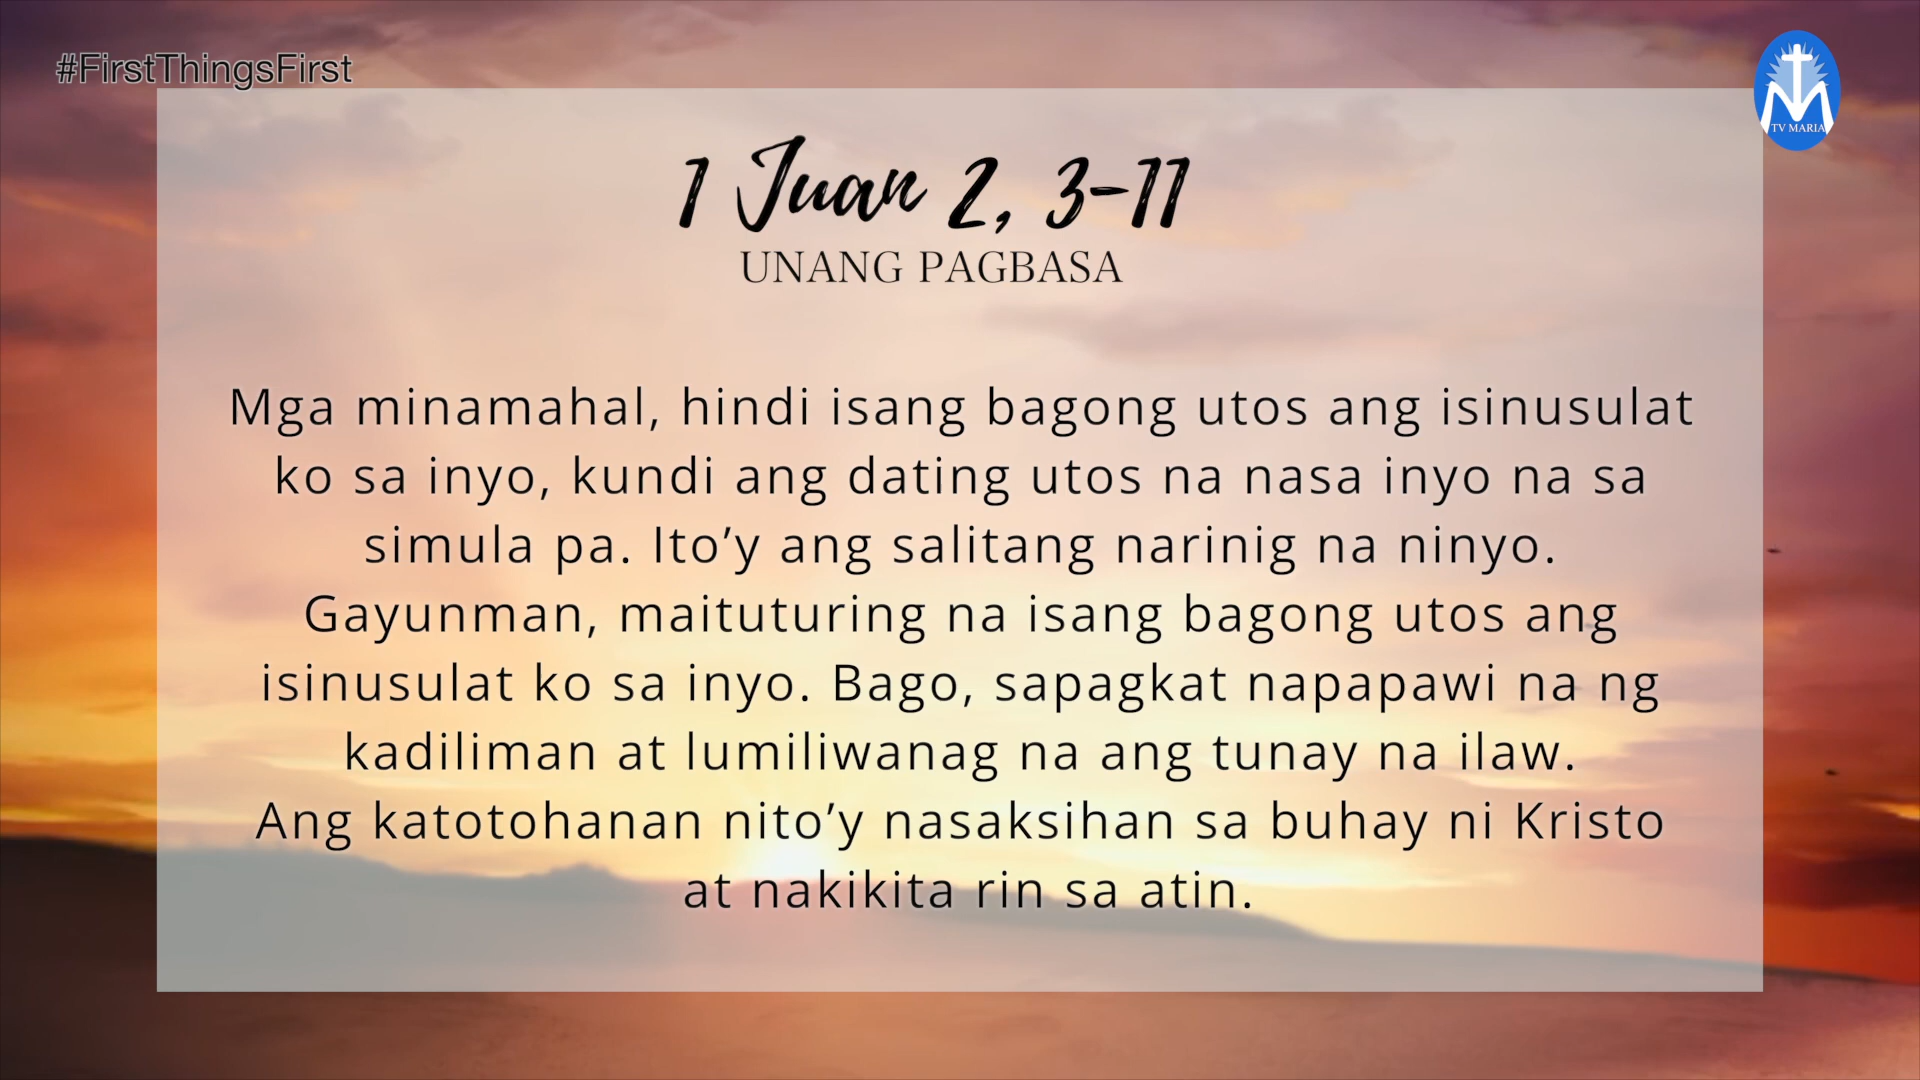 #FirstThingsFirst
TV MARIA
1 Juan 2, 3-11
UNANG PAGBASA
Mga minamahal, hindi isang bagong utos ang isinusulat
ko sa inyo, kundi ang dating utos na nasa inyo na sa
simula pa. Ito’y ang salitang narinig na ninyo.
Gayunman, maituturing na isang bagong utos ang
isinusulat ko sa inyo. Bago, sapagkat napapawi na ng
kadiliman at lumiliwanag na ang tunay na ilaw.
Ang katotohanan nito’y nasaksihan sa buhay ni Kristo
at nakikita rin sa atin.